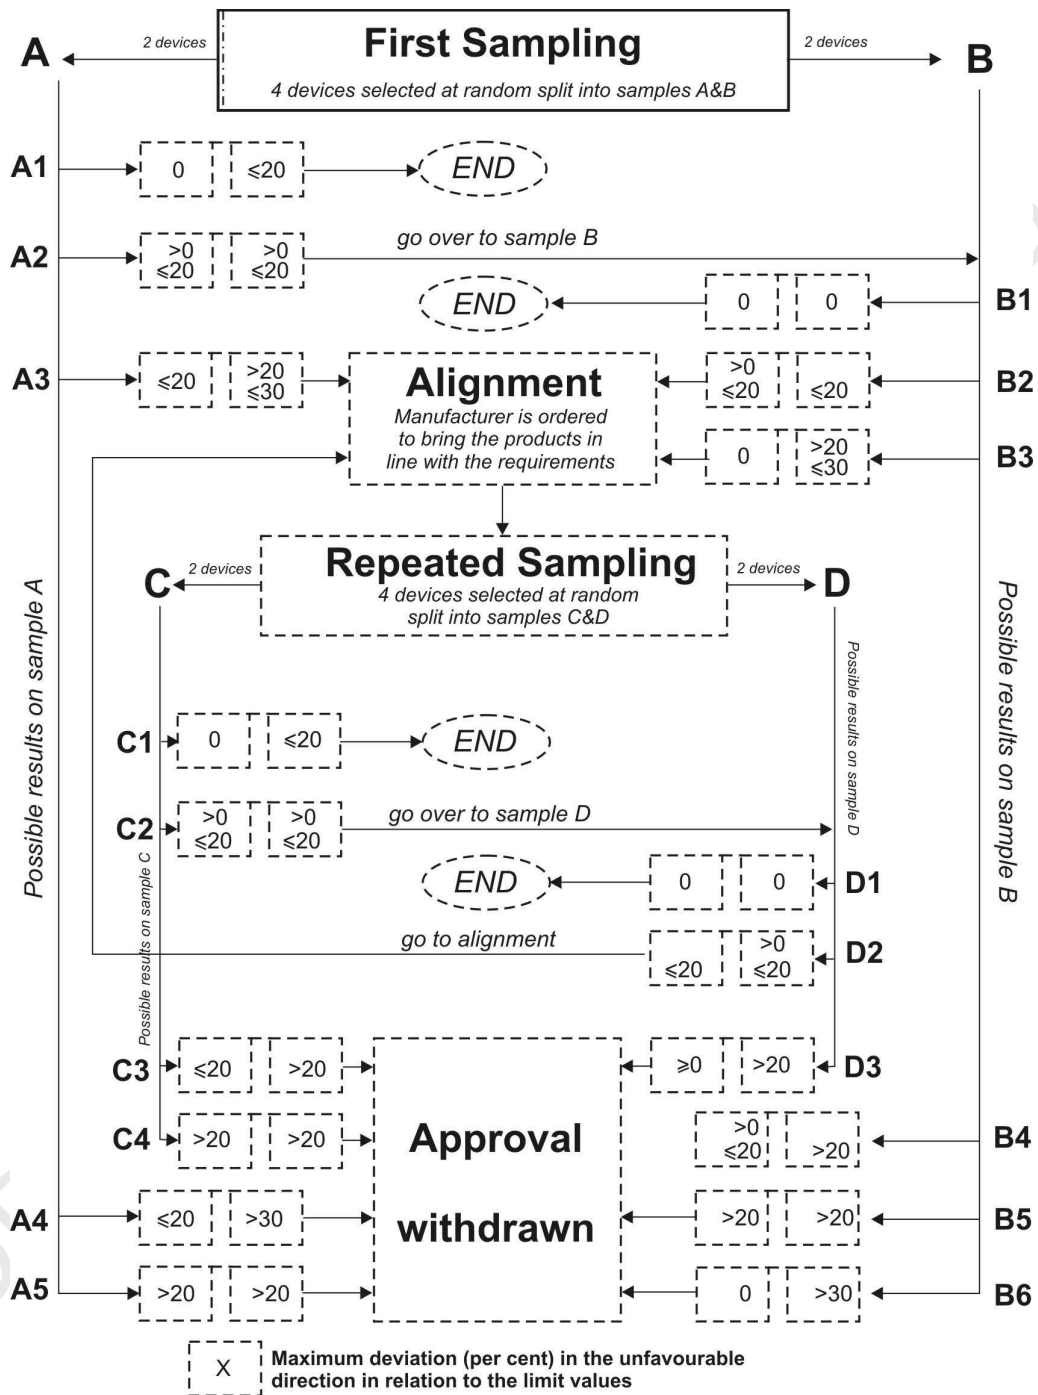 A
2 devices
First Sampling
4 devices selected at random split into samples A&B
2 devices
B
A1
0
⩽20
END
A2
>0
⩽20
>0
⩽20
go over to sample B
END
0
0
B1
A3
⩽20
>20
⩽30
Alignment
Manufacturer is ordered
to bring the products in
line with the requirements
>0
⩽20
⩽20
B2
0
>20
⩽30
B3
C
2 devices
Repeated Sampling
4 devices selected at random
split into samples C&D
2 devices
D
Possible results on sample A
Possible results on sample D
Possible results on sample B
C1
0
⩽20
END
C2
>0
⩽20
>0
⩽20
go over to sample D
Possible results on sample C
END
0
0
D1
go to alignment
⩽20
>0
⩽20
D2
C3
⩽20
>20
⩾0
>20
D3
C4
>20
>20
Approval
withdrawn
>0
⩽20
>20
B4
A4
⩽20
>30
>20
>20
B5
A5
>20
>20
0
>30
B6
X
Maximum deviation (per cent) in the unfavourable
direction in relation to the limit values